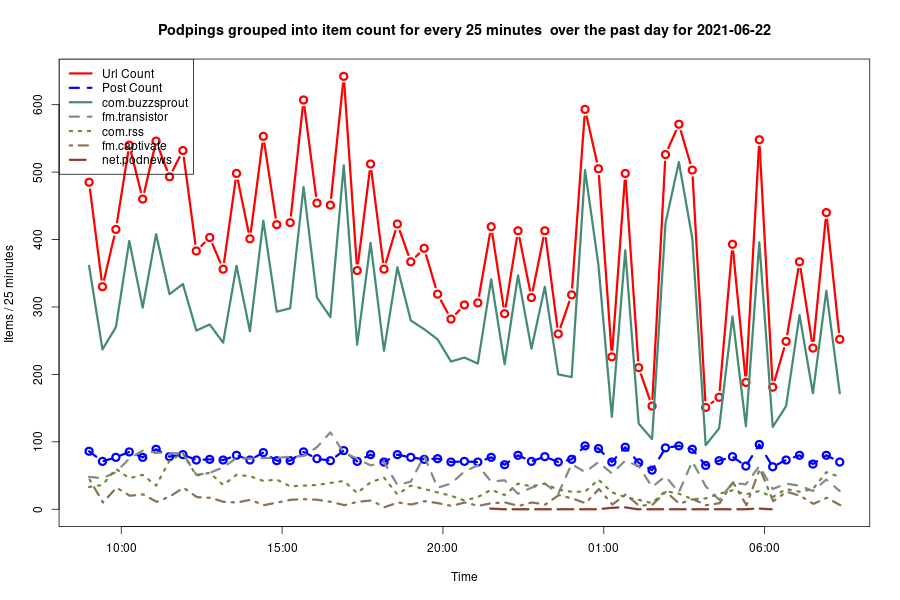 Podpings grouped into item count for every 25 minutes  over the past day for 2021-06-22
Url Count
Post Count
com.buzzsprout
fm.transistor
com.rss
fm.captivate
net.podnews
Items / 25 minutes
600
500
400
300
200
100
0
10:00 15:00 20:00 01:00 06:00
Time